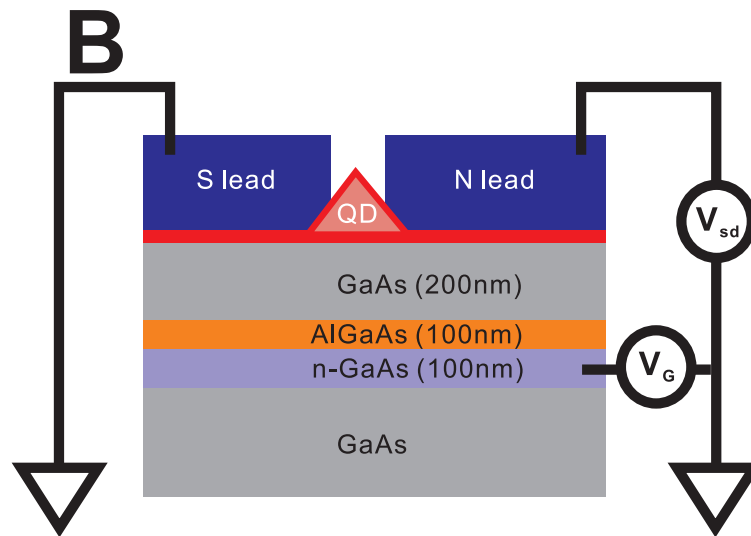 B
S lead
N lead
QD
V sd
GaAs (200nm)
AlGaAs (100nm)
n-GaAs (100nm)
V G
GaAs